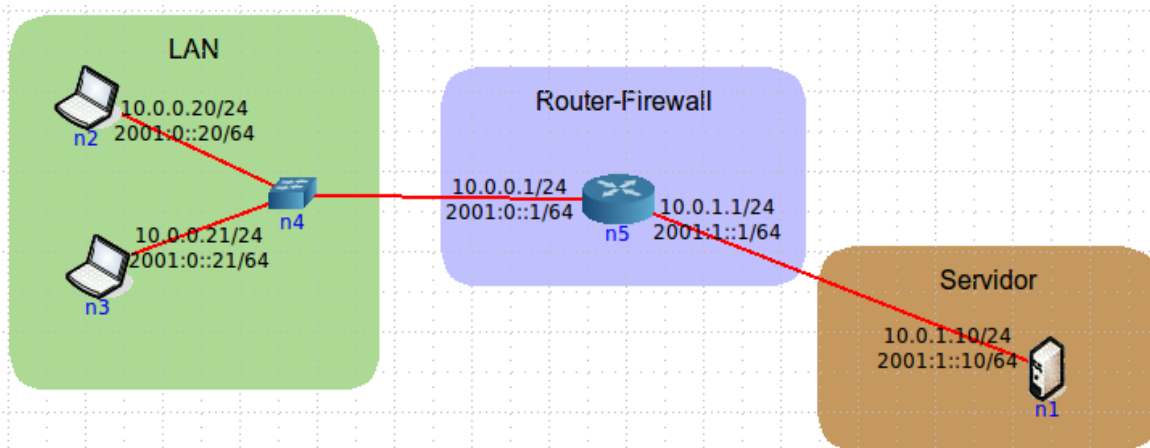 LAN
10.0.0.20/24
2001:0::20/64
n2
n4
10.0.0.21/24
2001:0::21/64
n3
Router-Firewall
10.0.0.1/24
2001:0::1/64
n5
10.0.1.1/24
2001:1::1/64
Servidor
10.0.1.10/24
2001:1::10/64
n1